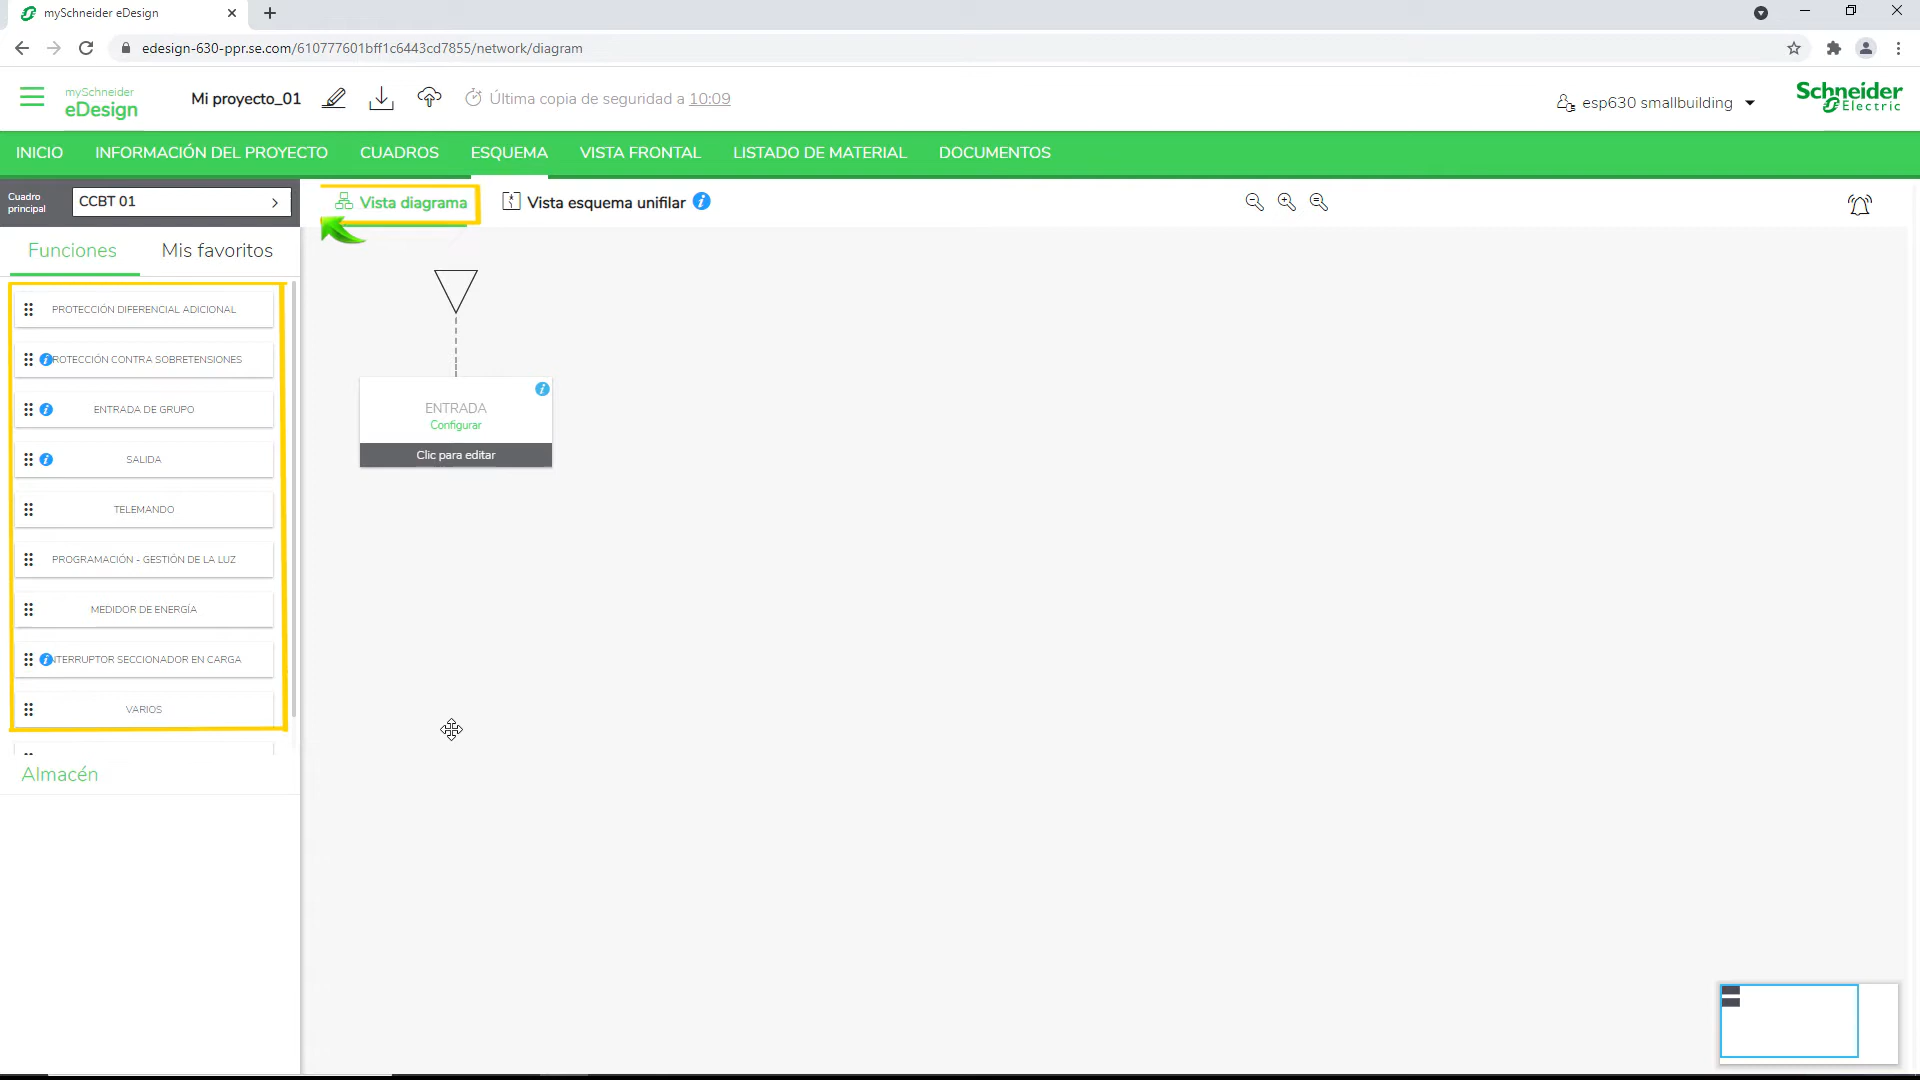 mySchneider eDesign
edesign-630-ppr.se.com/610777601bff1c6443cd7855/network/diagram
mySchneider
eDesign
Mi proyecto_01
Última copia de seguridad a 10:09
esp630 smallbuilding
Schneider
Electric
INICIO INFORMACIÓN DEL PROYECTO CUADROS ESQUEMA VISTA FRONTAL LISTADO DE MATERIAL DOCUMENTOS
Cuadro
principal
CCBT 01
Vista diagrama
Vista esquema unifilar
Funciones Mis favoritos
PROTECCIÓN DIFERENCIAL ADICIONAL
ROTECCIÓN CONTRA SOBRETENSIONES
ENTRADA DE GRUPO
SALIDA
TELEMANDO
PROGRAMACIÓN - GESTIÓN DE LA LUZ
MEDIDOR DE ENERGÍA
NTERRUPTOR SECCIONADOR EN CARGA
VARIOS
Almacén
ENTRADA
Configurar
Clic para editar